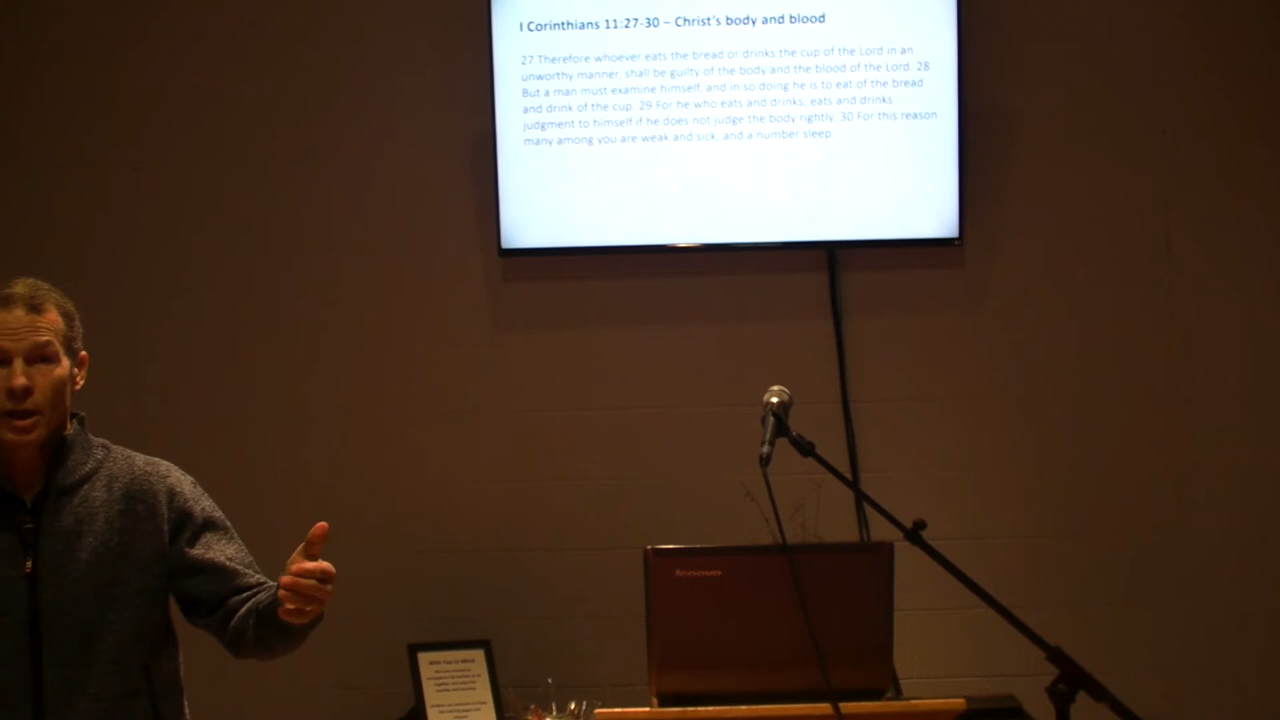 I Corinthians 11:27-30 – Christ's body and blood
27 Therefore whoever eats the bread or drinks the cup of the Lord in an
unworthy manner, shall be guilty of the body and the blood of the Lord. 28
But a man must examine himself, and in so doing he is to eat of the bread
and drink of the cup. 29 For he who eats and drinks, eats and drinks
judgment to himself if he does not judge the body rightly. 30 For this reason
many among you are weak and sick, and a number sleep.
lenovo
With You in Mind